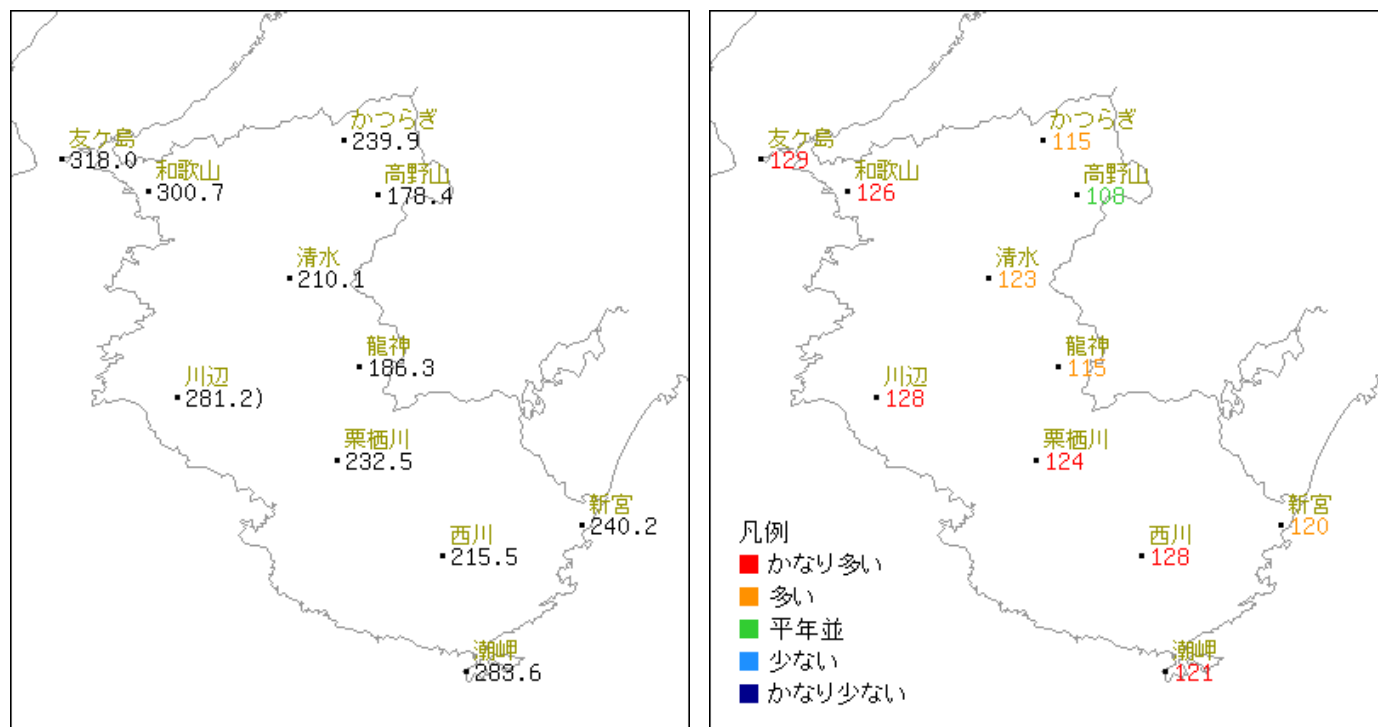 友ケ島
318.0
和歌山
300.7
かつらぎ
239.9
高野山
178.4
清水
210.1
龍神
186.3
川辺
281.2)
栗栖川
232.5
新宮
240.2
西川
215.5
潮岬
283.6
友ケ島
129
和歌山
126
かつらぎ
115
高野山
108
清水
123
龍神
115
川辺
128
栗栖川
124
新宮
120
西川
128
潮岬
121
凡例
かなり多い
多い
平年並
少ない
かなり少ない